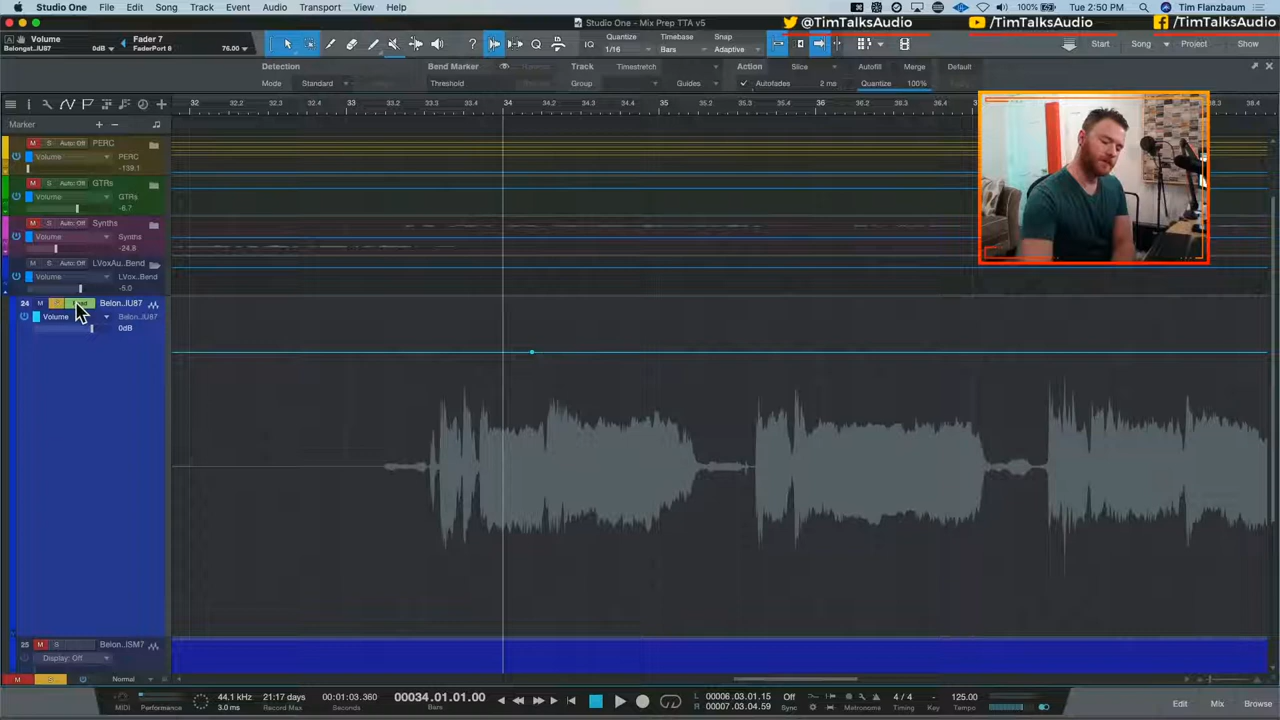 Studio One File Edit Song Track Event Audio Transport View Help
100% Tue 2:50 PM Tim Flanzbaum
Studio One - Mix Prep TTA v5
@TimTalksAudio /TimTalksAudio /TimTalksAudio
Volume
Belongst...IU87 0dB
Fader 7
FaderPort 8 76.00
IQ Quantize 1/16
Timebase Bars
Snap Adaptive
Start Song Project Show
Detection Bend Marker Track Timestretch Action Slice Autofill Merge Default
Mode Standard Threshold Group Guides Autofades 2 ms Quantize 100%
32 32.2 32.3 32.4 33 33.2 33.3 33.4 34 34.2 34.3 34.4 35 35.2 35.3 35.4 36 36.2 36.3 36.4 38 38.2 38.3 38.4
Marker
M S Auto: Off PERC
Volume PERC
-139.1
M S Auto: Off GTRs
Volume GTRs
-6.7
M S Auto: Off Synths
Volume Synths
-24.8
M S Auto: Off LVoxAu...Bend
Volume LVox...Bend
-5.0
24 M Belon..IU87
Volume Belon..IU87
0dB
25 M S Belon..ISM7
Display: Off
M S Normal
MIDI Performance
44.1 kHz
3.0 ms
21:17 days
Record Max
00:01:03.360
Seconds
00034.01.01.00
Bars
L 00006.03.01.15
R 00007.03.04.59
Off
Sync
Metronome
4 / 4
Timing
-
Key
125.00
Tempo
Edit Mix Browse